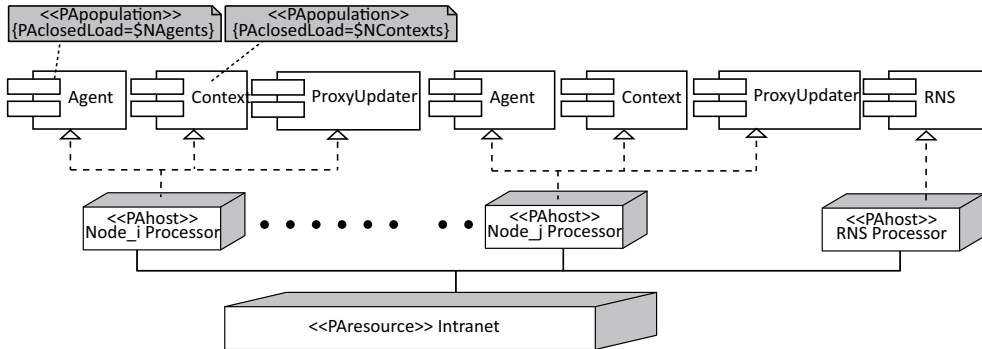 <<PApopulation>>
{PAclosedLoad=$NAgents}
<<PApopulation>>
{PAclosedLoad=$NContexts}
Agent
Context
ProxyUpdater
Agent
Context
ProxyUpdater
RNS
<<PAhost>>
Node_i Processor
<<PAhost>>
Node_j Processor
<<PAhost>>
RNS Processor
<<PAresource>> Intranet